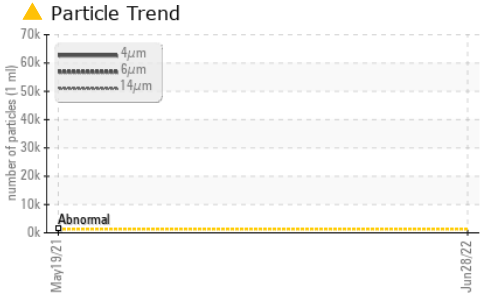 Particle Trend
number of particles (1 ml)
70k
60k
50k
40k
30k
20k
10k
0k
4µm
6µm
14µm
Abnormal
May19/21
Jun28/22